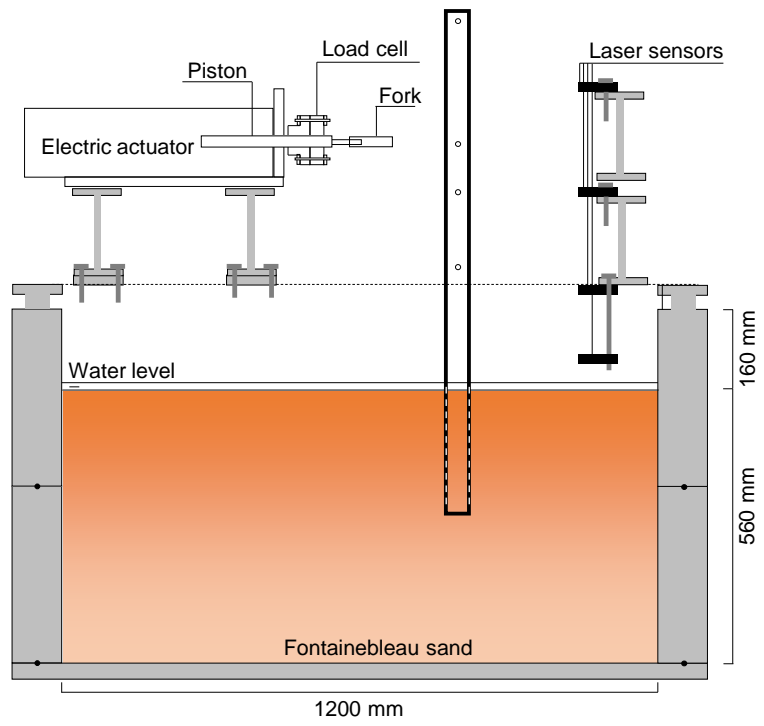 Load cell
Laser sensors
Piston
Fork
Electric actuator
Water level
160 mm
560 mm
Fontainebleau sand
1200 mm